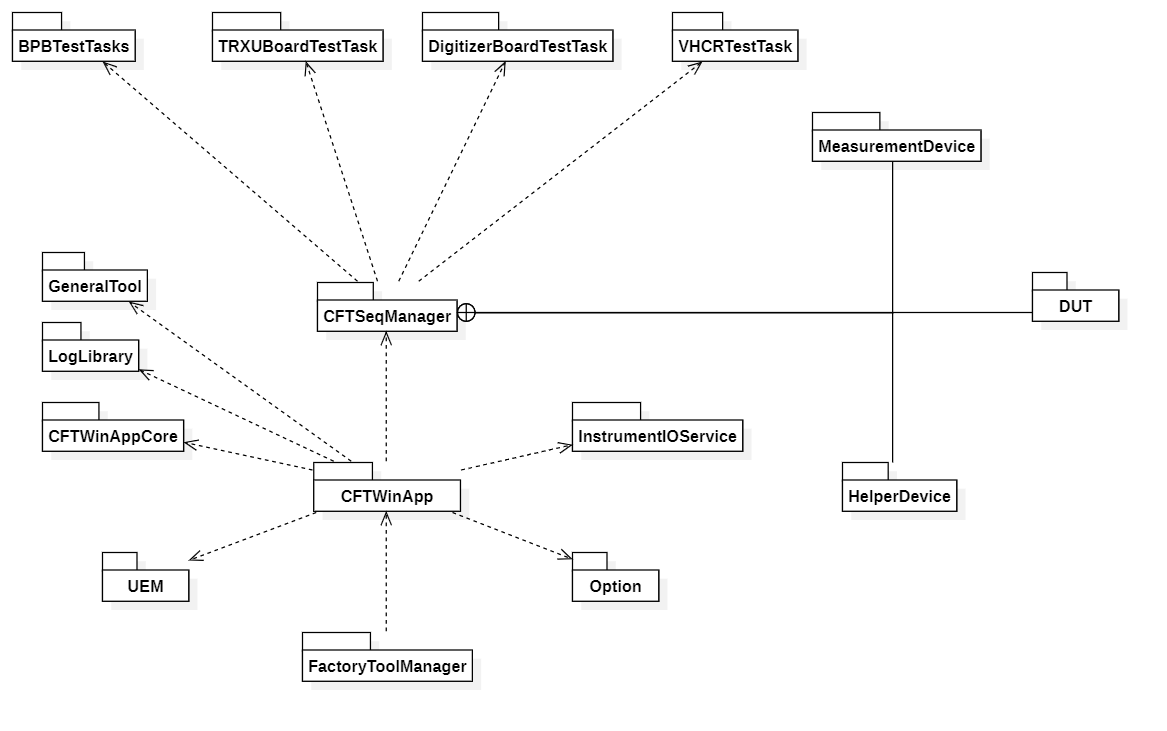 BPBTestTasks
TRXUBoardTestTask
DigitizerBoardTestTask
VHCRTestTask
MeasurementDevice
GeneralTool
CFTSeqManager
DUT
LogLibrary
CFTWinAppCore
InstrumentIOService
CFTWinApp
HelperDevice
UEM
Option
FactoryToolManager